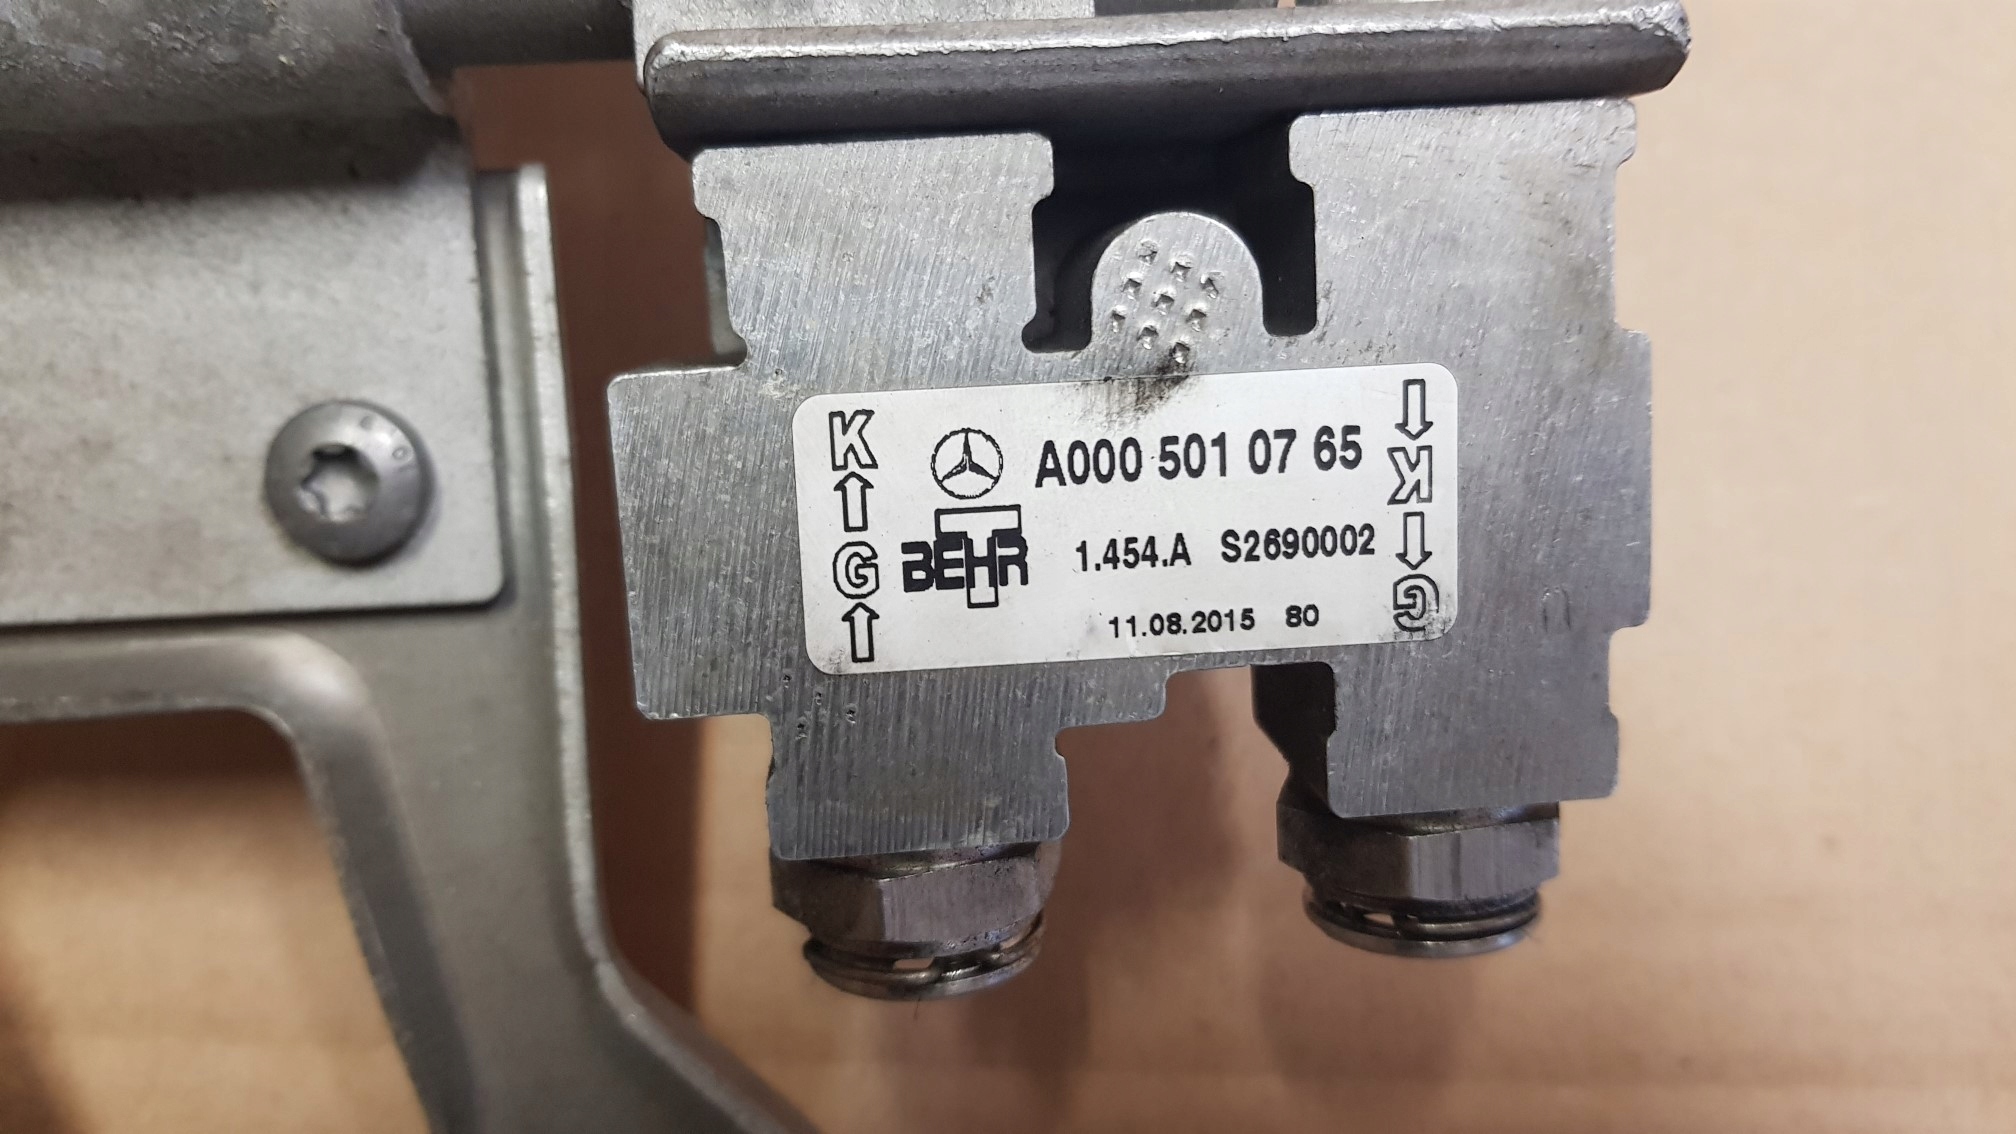 K
G
A000 501 07 65
BEHR
1.454.A S2690002
11.08.2015 80
K
G